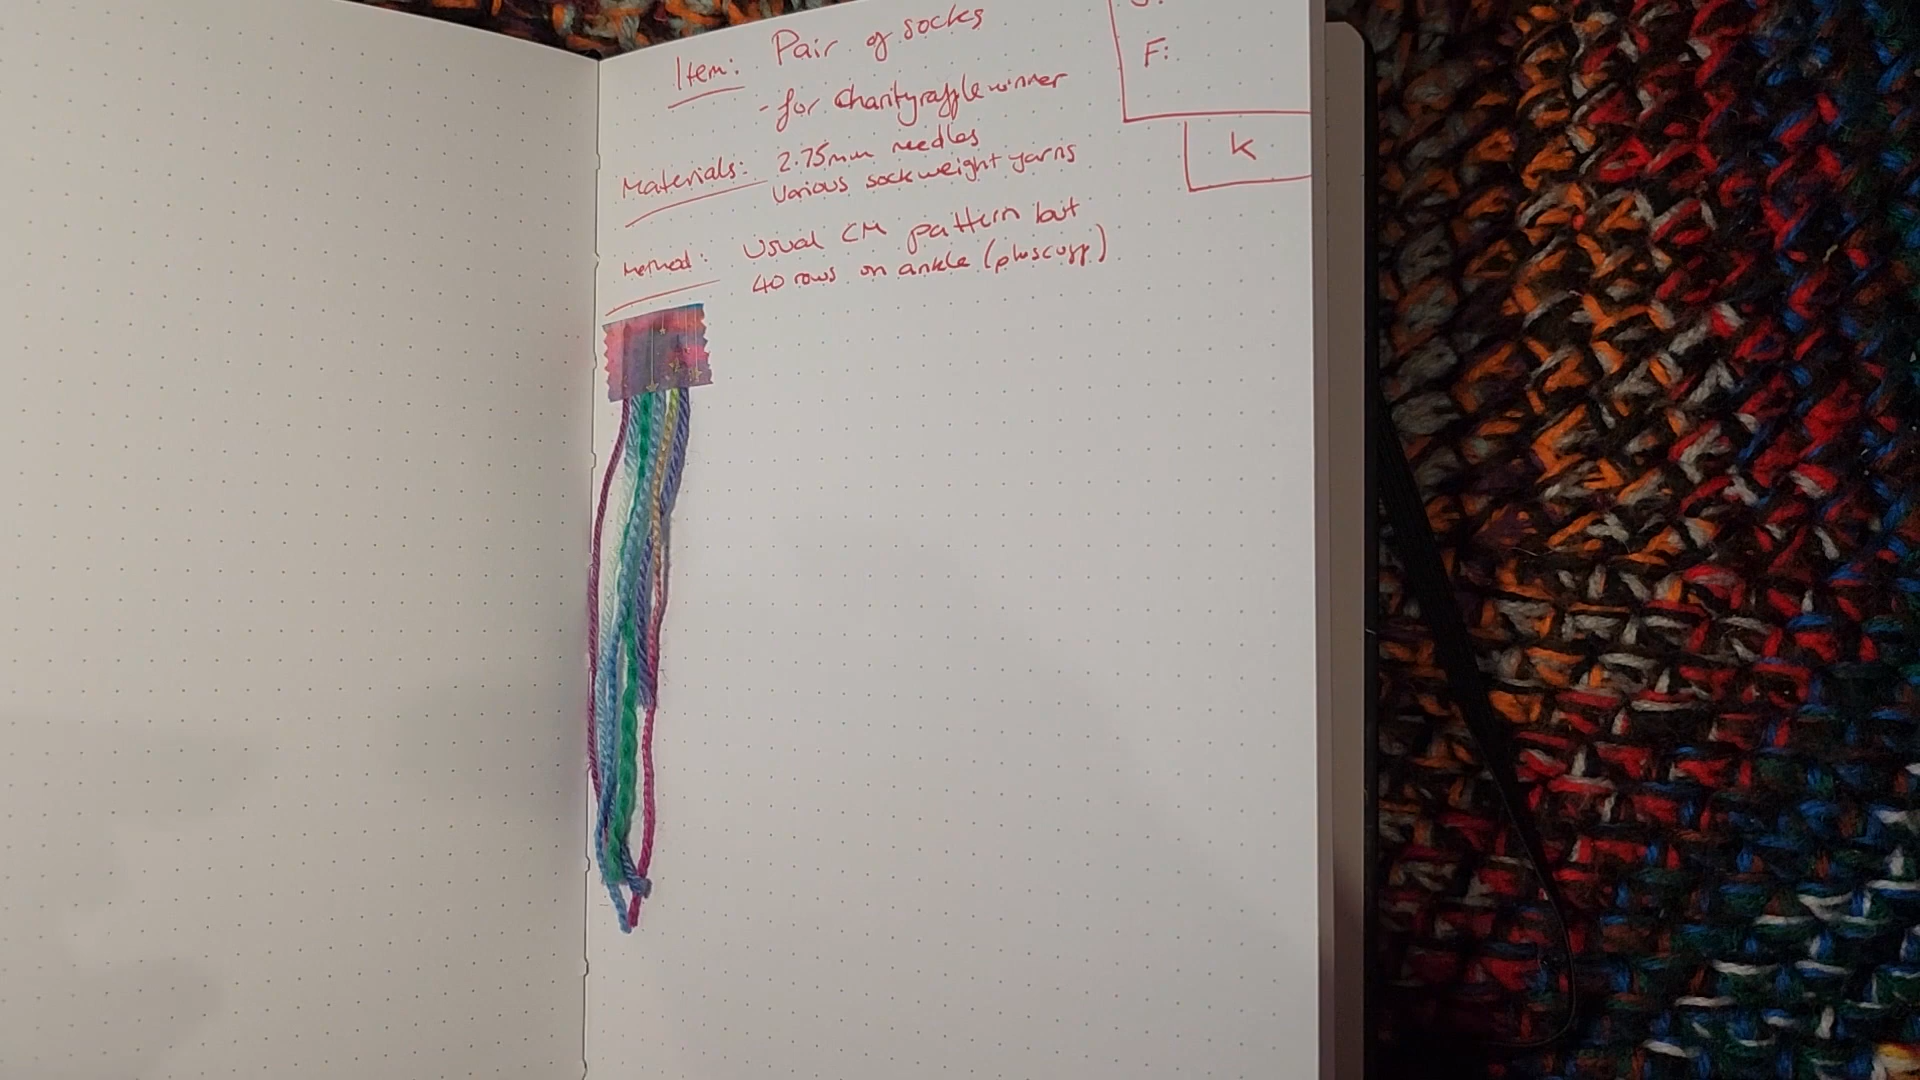 Item: Pair of socks
- for Charity raffle winner
Materials: 2.75mm needles
Various sock weight yarns
Method: Usual CM pattern but
40 rows on ankle (plus cuff)
F:
K